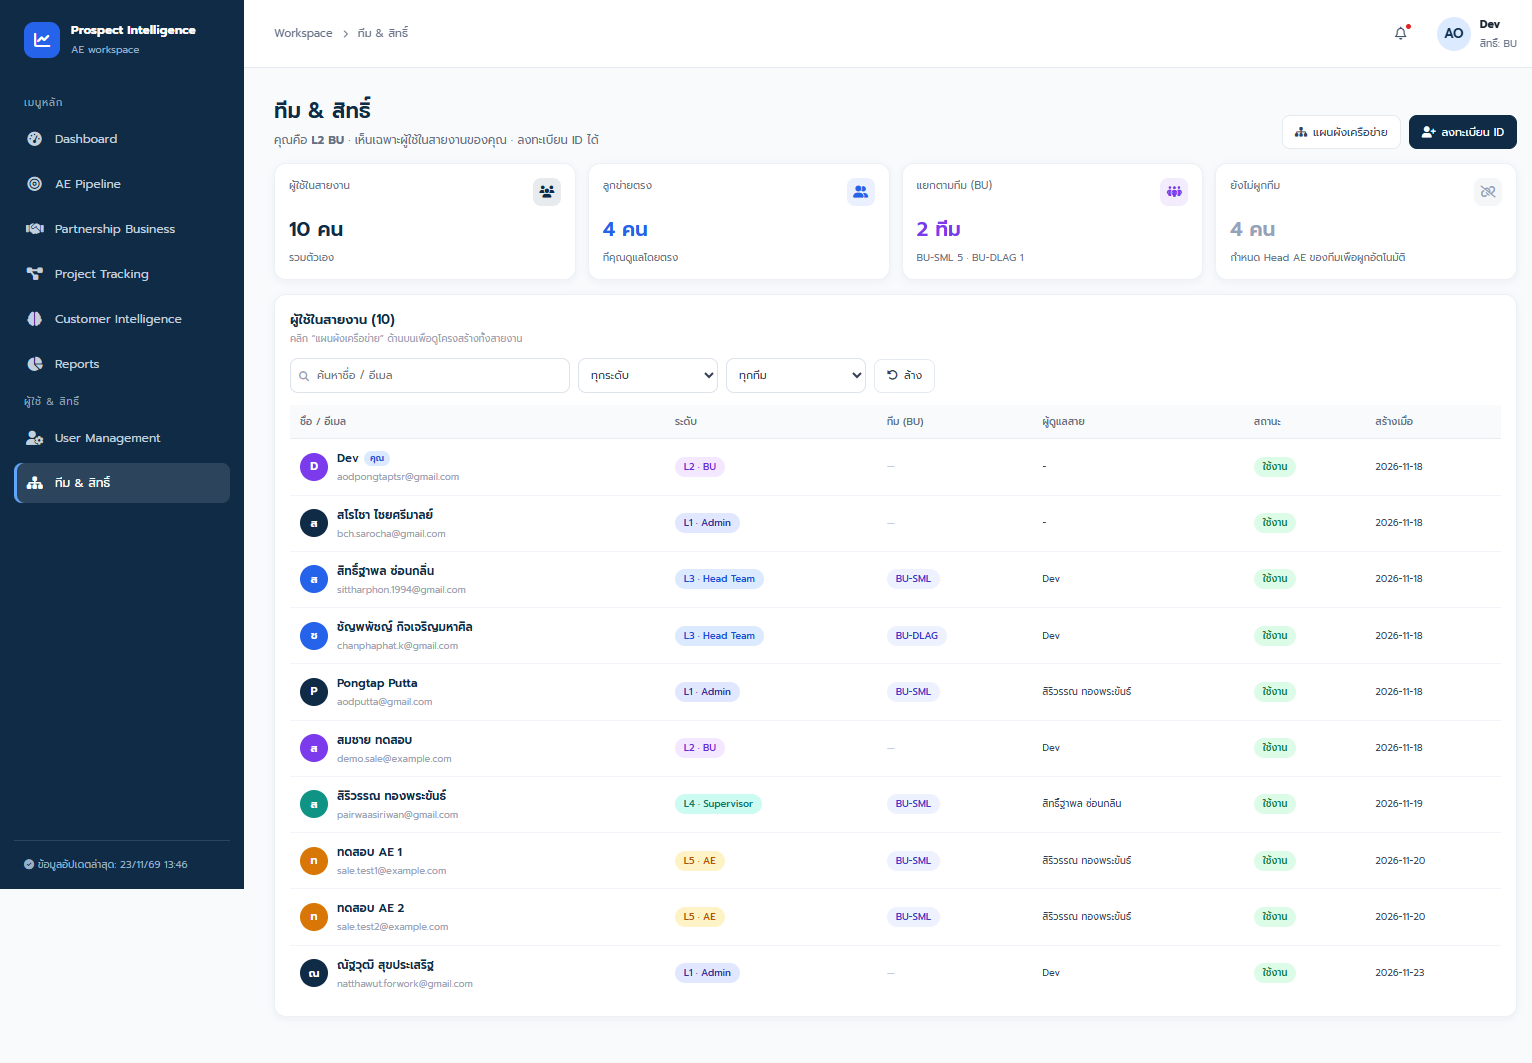 Prospect Intelligence
AE workspace
เมนูหลัก
Dashboard
AE Pipeline
Partnership Business
Project Tracking
Customer Intelligence
Reports
ผู้ใช้ & สิทธิ์
User Management
ทีม & สิทธิ์
ข้อมูลอัปเดตล่าสุด: 23/11/69 13:46
Workspace > ทีม & สิทธิ์
AO
Dev
สิทธิ์: BU
ทีม & สิทธิ์
คุณคือ L2 BU · เห็นเฉพาะผู้ใช้ในสายงานของคุณ · ลงทะเบียน ID ได้
แผนผังเครือข่าย
ลงทะเบียน ID
ผู้ใช้ในสายงาน
10 คน
รวมตัวเอง
ลูกข่ายตรง
4 คน
ที่คุณดูแลโดยตรง
แยกตามทีม (BU)
2 ทีม
BU-SML 5 · BU-DLAG 1
ยังไม่ผูกทีม
4 คน
กำหนด Head AE ของทีมเพื่อผูกอัตโนมัติ
ผู้ใช้ในสายงาน (10)
คลิก "แผนผังเครือข่าย" ด้านบนเพื่อดูโครงสร้างทั้งสายงาน
ค้นหาชื่อ / อีเมล
ทุกระดับ
ทุกทีม
ล้าง
ชื่อ / อีเมล ระดับ ทีม (BU) ผู้ดูแลสาย สถานะ สร้างเมื่อ
D Dev คุณ L2 · BU — - ใช้งาน 2026-11-18
aodpongtaptsr@gmail.com
ส สโรไชา ไชยศรีมาลย์ L1 · Admin — - ใช้งาน 2026-11-18
bch.sarocha@gmail.com
ส สิทธิ์ฐาพล ซ่อนกลิ่น L3 · Head Team BU-SML Dev ใช้งาน 2026-11-18
sittharphon.1994@gmail.com
ช ชัญพพัชญ์ กิจเจริญมหาศิล L3 · Head Team BU-DLAG Dev ใช้งาน 2026-11-18
chanphaphat.k@gmail.com
P Pongtap Putta L1 · Admin BU-SML สิริวรรณ ทองพระขันธ์ ใช้งาน 2026-11-18
aodputta@gmail.com
ส สมชาย ทดสอบ L2 · BU — Dev ใช้งาน 2026-11-18
demo.sale@example.com
ส สิริวรรณ ทองพระขันธ์ L4 · Supervisor BU-SML สิทธิ์ฐาพล ซ่อนกลิ่น ใช้งาน 2026-11-19
pairwaasiriwan@gmail.com
ท ทดสอบ AE 1 L5 · AE BU-SML สิริวรรณ ทองพระขันธ์ ใช้งาน 2026-11-20
sale.test1@example.com
ท ทดสอบ AE 2 L5 · AE BU-SML สิริวรรณ ทองพระขันธ์ ใช้งาน 2026-11-20
sale.test2@example.com
ณ ณัฐวุฒิ สุขประเสริฐ L1 · Admin — Dev ใช้งาน 2026-11-23
natthawut.forwork@gmail.com